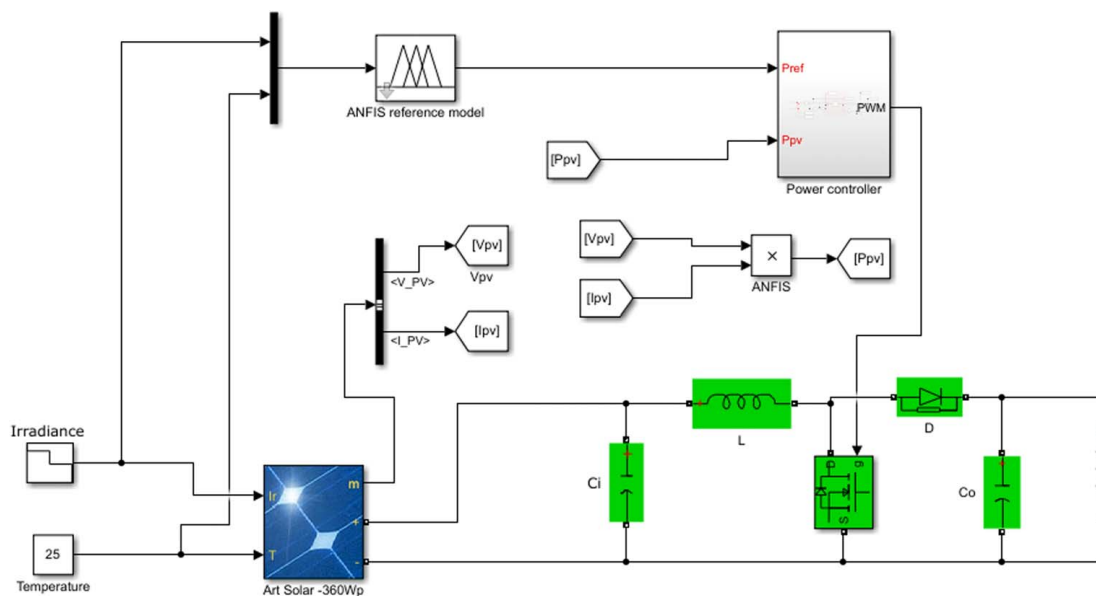 Pref
PWM
Ppv
Power controller
ANFIS reference model
[Ppv]
[Vpv]
[Ipv]
×
ANFIS
[Ppv]
<V_PV>
[Vpv]
Vpv
<I_PV>
[Ipv]
Irradiance
25
Temperature
Ir
T
m
+
-
Art Solar -360Wp
+
Ci
+
L
D
g
S
D
+
Co